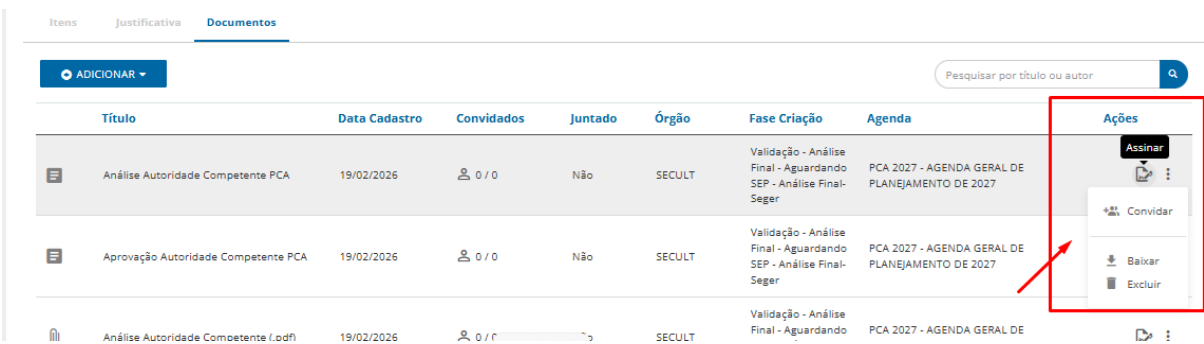 Itens Justificativa Documentos
ADICIONAR
Pesquisar por título ou autor
Título Data Cadastro Convidados Juntado Órgão Fase Criação Agenda Ações
Assinar
Análise Autoridade Competente PCA 19/02/2026 0 / 0 Não SECULT
Validação - Análise
Final - Aguardando
SEP - Análise Final-
Seger
PCA 2027 - AGENDA GERAL DE
PLANEJAMENTO DE 2027
Convidar
Baixar
Excluir
Aprovação Autoridade Competente PCA 19/02/2026 0 / 0 Não SECULT
Validação - Análise
Final - Aguardando
SEP - Análise Final-
Seger
PCA 2027 - AGENDA GERAL DE
PLANEJAMENTO DE 2027
Análise Autoridade Competente (.pdf) 19/02/2026 0 / 0 SECULT
Validação - Análise
Final - Aguardando
PCA 2027 - AGENDA GERAL DE